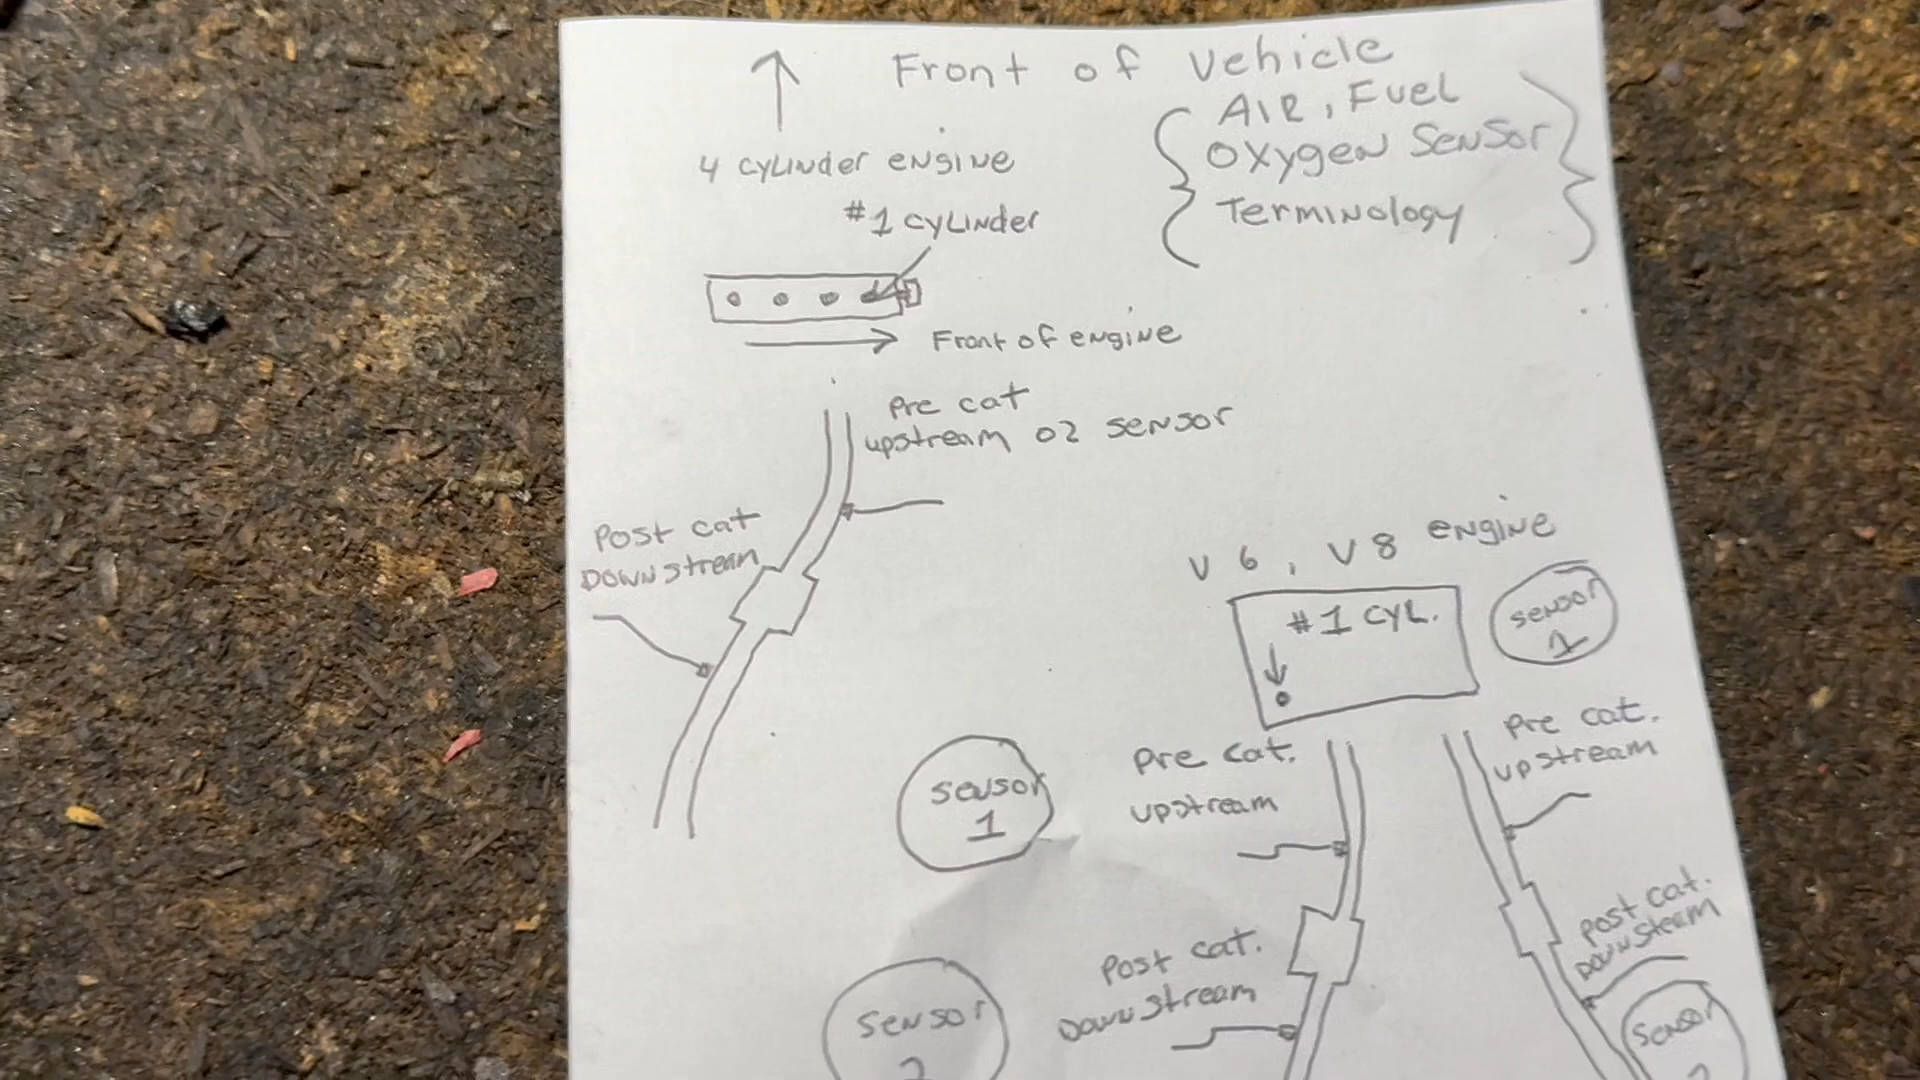 Front of Vehicle
AIR, Fuel
Oxygen Sensor
Terminology
4 cylinder engine
#1 cylinder
Front of engine
Pre cat
upstream O2 sensor
Post cat
Downstream
V6, V8 engine
#1 CYL.
Sensor
1
Pre cat.
upstream
Sensor
1
Pre cat.
upstream
Post cat.
Downsteam
Post cat.
Downstream
Sensor
2
Sensor